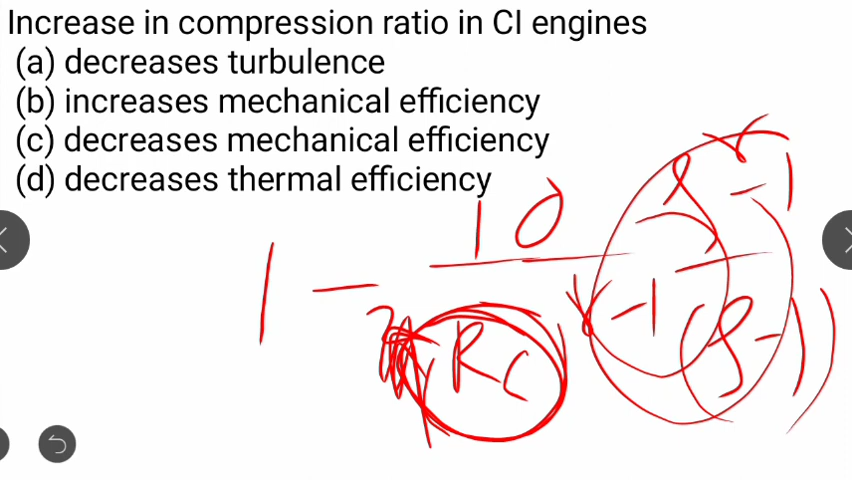 Increase in compression ratio in CI engines
(a) decreases turbulence
(b) increases mechanical efficiency
(c) decreases mechanical efficiency
(d) decreases thermal efficiency
1 -
Rc